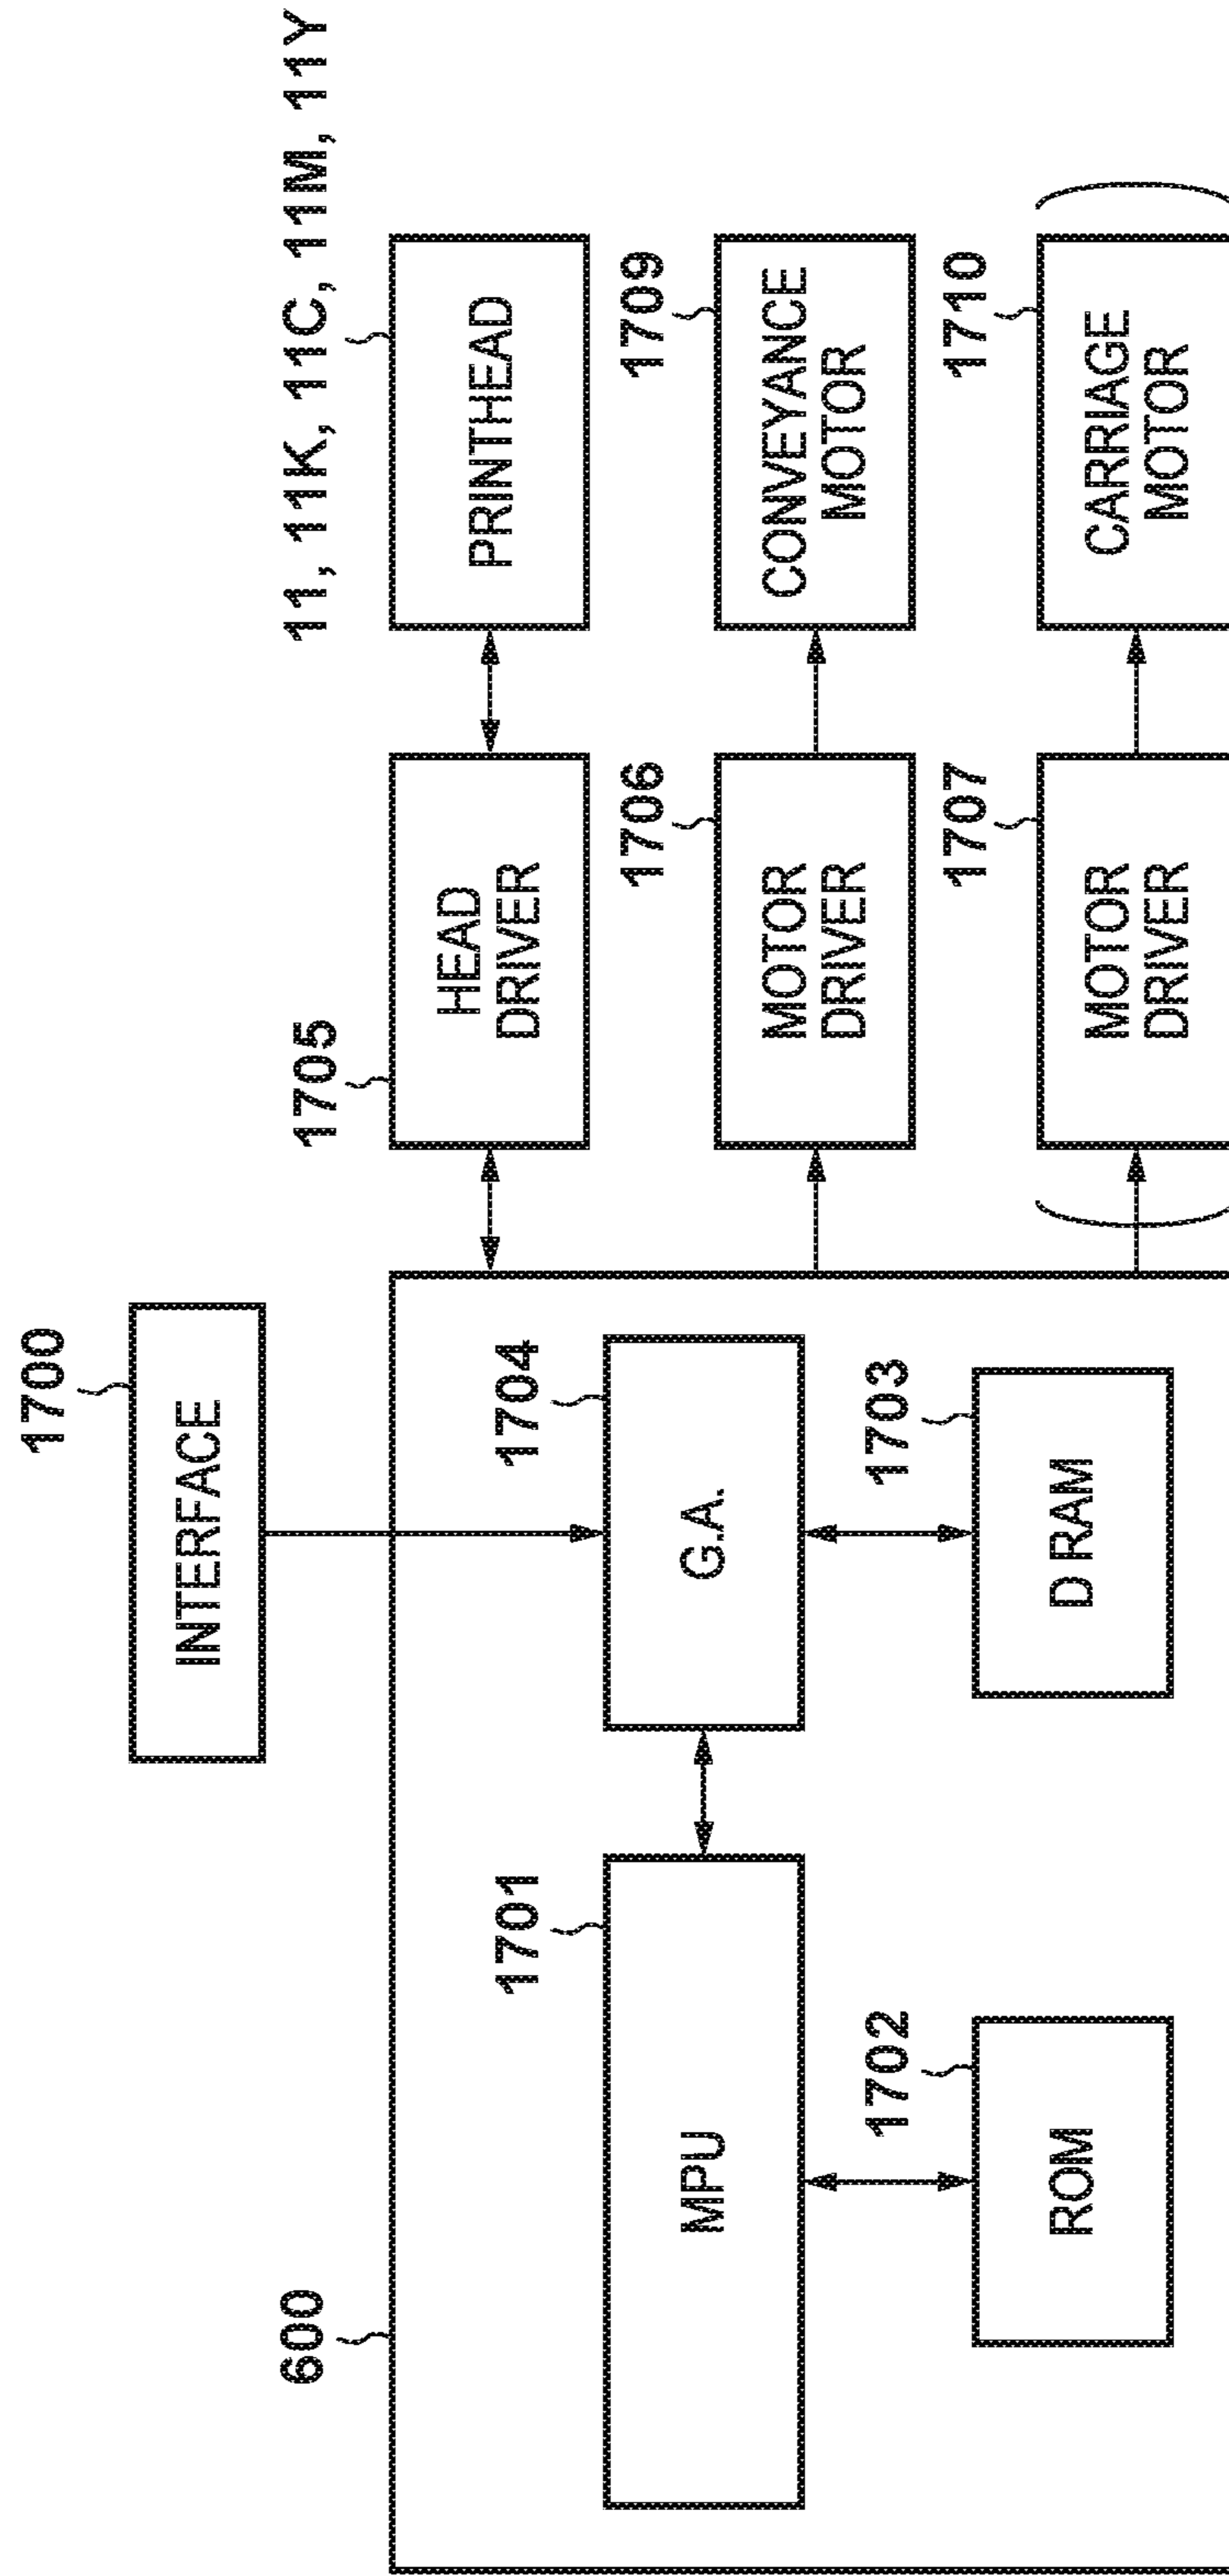 1700
INTERFACE
600
1701
MPU
1704
G.A.
1702
ROM
1703
D RAM
1705
HEAD
DRIVER
11, 11K, 11C, 11M, 11Y
PRINTHEAD
1706
MOTOR
DRIVER
1709
CONVEYANCE
MOTOR
1707
MOTOR
DRIVER
1710
CARRIAGE
MOTOR